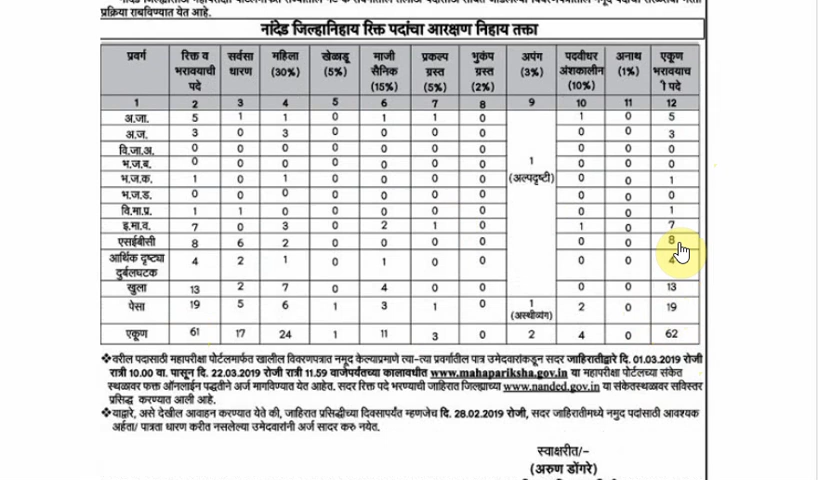 प्रक्रिया राबविण्यात येत आहे.
नांदेड जिल्हानिहाय रिक्त पदांचा आरक्षण निहाय तक्ता
प्रवर्ग रिक्त व भरावयाची पदे सर्वसा धारण महिला (30%) खेळाडू (5%) माजी सैनिक (15%) प्रकल्प ग्रस्त (5%) भुकंप ग्रस्त (2%) अपंग (3%) पदवीधर अंशकालीन (10%) अनाथ (1%) एकूण भरावयाच ी पदे
1 2 3 4 5 6 7 8 9 10 11 12
अ.जा. 5 1 1 0 1 1 0 1 0 5
अ.ज. 3 0 3 0 0 0 0 0 0 3
वि.जा.अ. 0 0 0 0 0 0 0 0 0 0
भ.ज.ब. 0 0 0 0 0 0 0 1 0 0 0
भ.ज.क. 1 0 1 0 0 0 0 (अल्पदृष्टी) 0 0 1
भ.ज.ड. 0 0 0 0 0 0 0 0 0 0
वि.मा.प्र. 1 1 0 0 0 0 0 0 0 1
इ.मा.व. 7 0 3 0 2 1 0 1 0 7
एसईबीसी 8 6 2 0 0 0 0 0 0 8
आर्थिक दृष्ट्या दुर्बलघटक 4 2 1 0 1 0 0 0 0 4
खुला 13 2 7 0 4 0 0 0 0 13
पेसा 19 5 6 1 3 1 0 1 (अस्थीव्यंग) 2 0 19
एकूण 61 17 24 1 11 3 0 2 4 0 62
❖वरील पदासाठी महापरीक्षा पोर्टलमार्फत खालील विवरणपत्रात नमूद केल्याप्रमाणे त्या-त्या प्रवर्गातील पात्र उमेदवारांकडून सदर जाहिरातीद्वारे दि. 01.03.2019 रोजी
रात्री 10.00 वा. पासून दि. 22.03.2019 रोजी रात्री 11.59 वाजेपर्यंतच्या कालावधीत www.mahapariksha.gov.in या महापरीक्षा पोर्टलच्या संकेत
स्थळावर फक्त ऑनलाईन पद्धतीने अर्ज मागविण्यात येत आहेत. सदर रिक्त पदे भरण्याची जाहिरात जिल्ह्याच्या www.nanded.gov.in या संकेतस्थळावर सविस्तर
प्रसिद्ध करण्यात आली आहे.
❖याद्वारे, असे देखील आवाहन करण्यात येते की, जाहिरात प्रसिद्धीच्या दिवसापर्यंत म्हणजेच दि. 28.02.2019 रोजी, सदर जाहिरातीमध्ये नमुद पदांसाठी आवश्यक
अर्हता/ पात्रता धारण करीत नसलेल्या उमेदवारांनी अर्ज सादर करु नयेत.
स्वाक्षरीत/-
(अरुण डोंगरे)